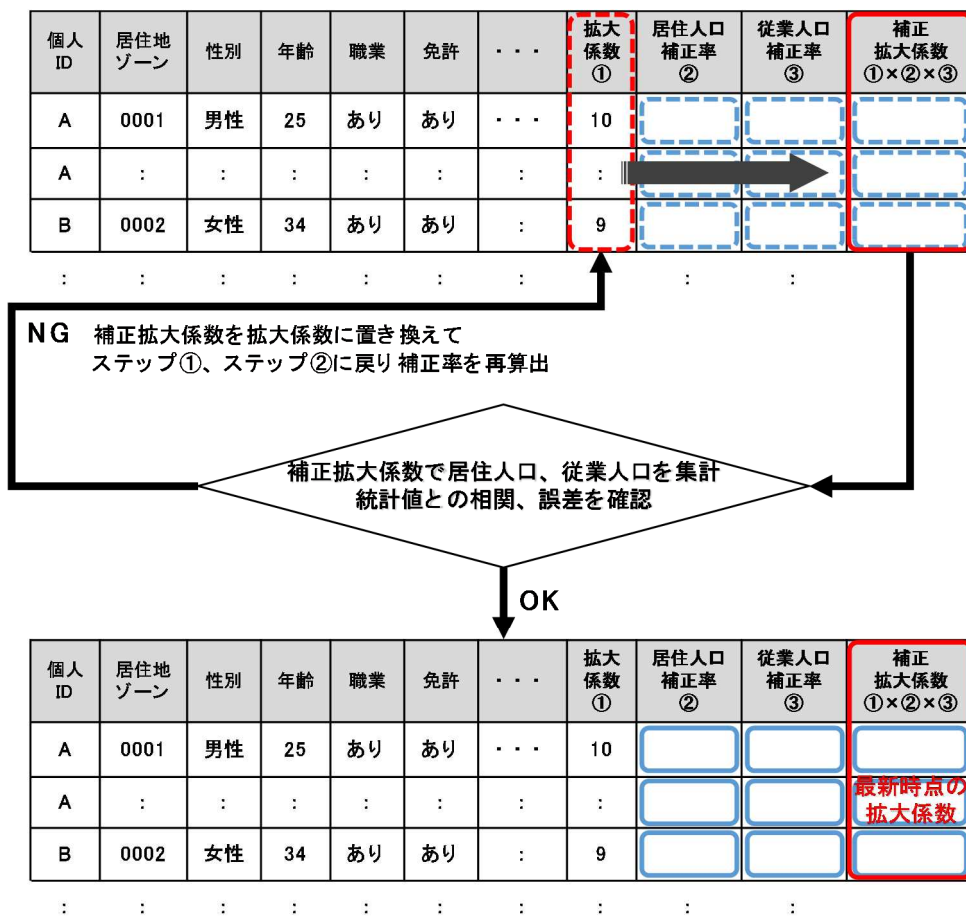 個人ID 居住地ゾーン 性別 年齢 職業 免許 ・・・ 拡大係数① 居住人口補正率② 従業人口補正率③ 補正拡大係数①×②×③
A 0001 男性 25 あり あり ・・・ 10
A : : : : : : :
B 0002 女性 34 あり あり : 9
: : : : : : : : :
NG 補正拡大係数を拡大係数に置き換えて
ステップ①、ステップ②に戻り補正率を再算出
補正拡大係数で居住人口、従業人口を集計
統計値との相関、誤差を確認
OK
個人ID 居住地ゾーン 性別 年齢 職業 免許 ・・・ 拡大係数① 居住人口補正率② 従業人口補正率③ 補正拡大係数①×②×③
A 0001 男性 25 あり あり ・・・ 10
A : : : : : : :
最新時点の
拡大係数
B 0002 女性 34 あり あり : 9
: : : : : : : : : :